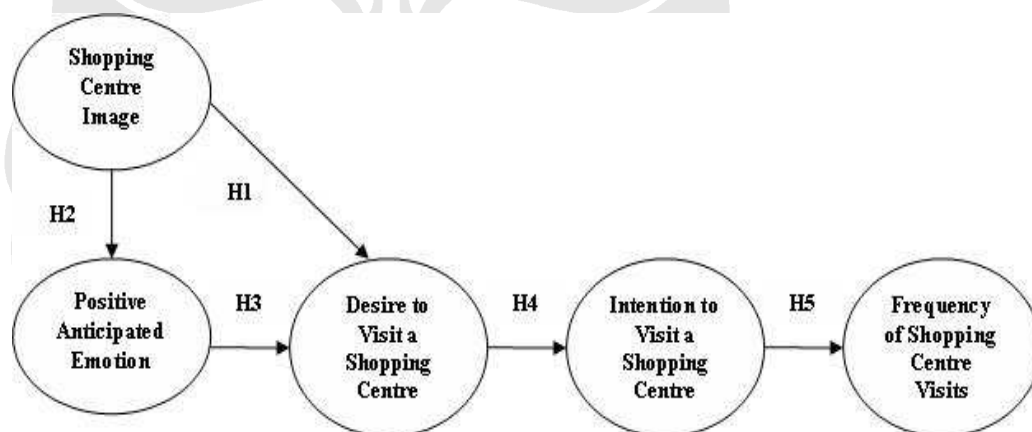 Shopping
Centre
Image
H1
H2
Positive
Anticipated
Emotion
H3
Desire to
Visit a
Shopping
Centre
H4
Intention to
Visit a
Shopping
Centre
H5
Frequency
of Shopping
Centre
Visits